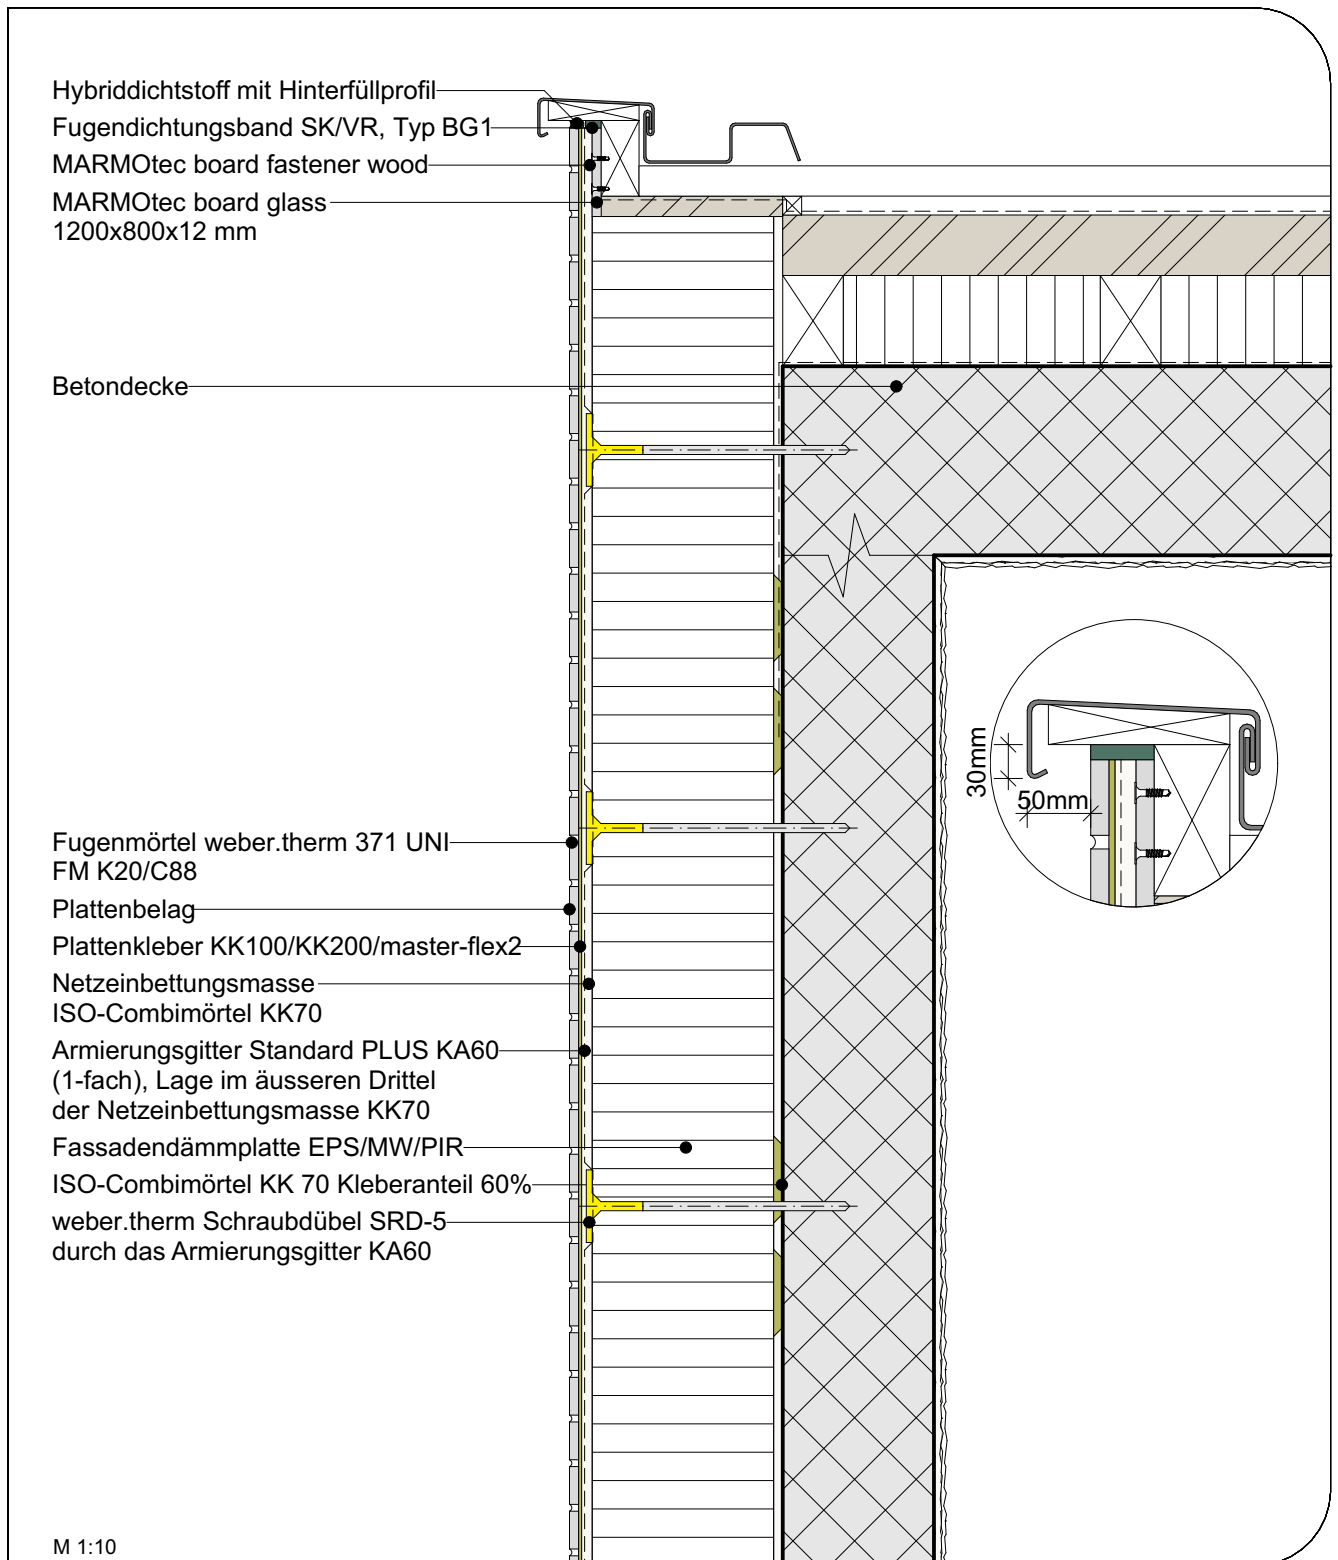 Hybriddichtstoff mit Hinterfüllprofil
Fugendichtungsband SK/VR, Typ BG1
MARMOtec board fastener wood
MARMOtec board glass
1200x800x12 mm
Betondecke
30mm
50mm
Fugenmörtel weber.therm 371 UNI
FM K20/C88
Plattenbelag
Plattenkleber KK100/KK200/master-flex2
Netzeinbettungsmasse
ISO-Combimörtel KK70
Armierungsgitter Standard PLUS KA60
(1-fach), Lage im äusseren Drittel
der Netzeinbettungsmasse KK70
Fassadendämmplatte EPS/MW/PIR
ISO-Combimörtel KK 70 Kleberanteil 60%
weber.therm Schraubdübel SRD-5
durch das Armierungsgitter KA60
M 1:10